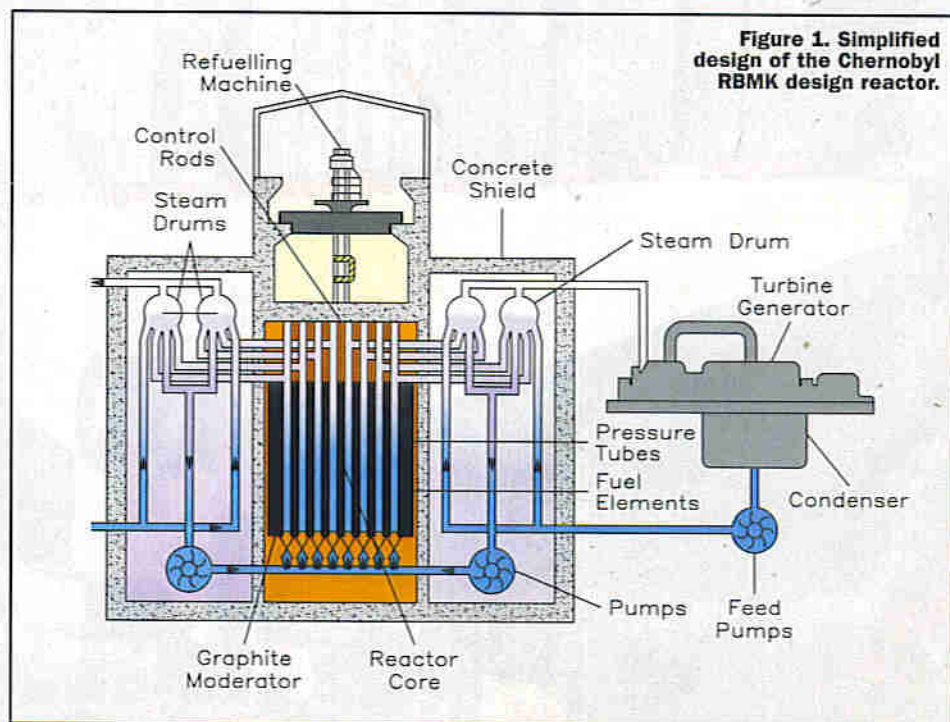 Figure 1. Simplified
design of the Chernobyl
RBMK design reactor.
Refuelling
Machine
Control
Rods
Steam
Drums
Concrete
Shield
Steam Drum
Turbine
Generator
Pressure
Tubes
Fuel
Elements
Condenser
Pumps
Feed
Pumps
Graphite
Moderator
Reactor
Core